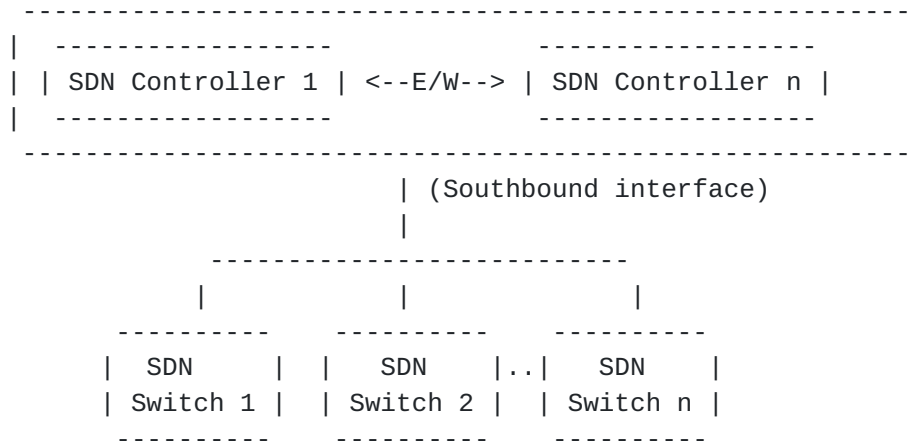 | SDN Controller 1 | <--E/W--> | SDN Controller n |
| (Southbound interface)
| SDN | | SDN |..| SDN |
| Switch 1 | | Switch 2 | | Switch n |